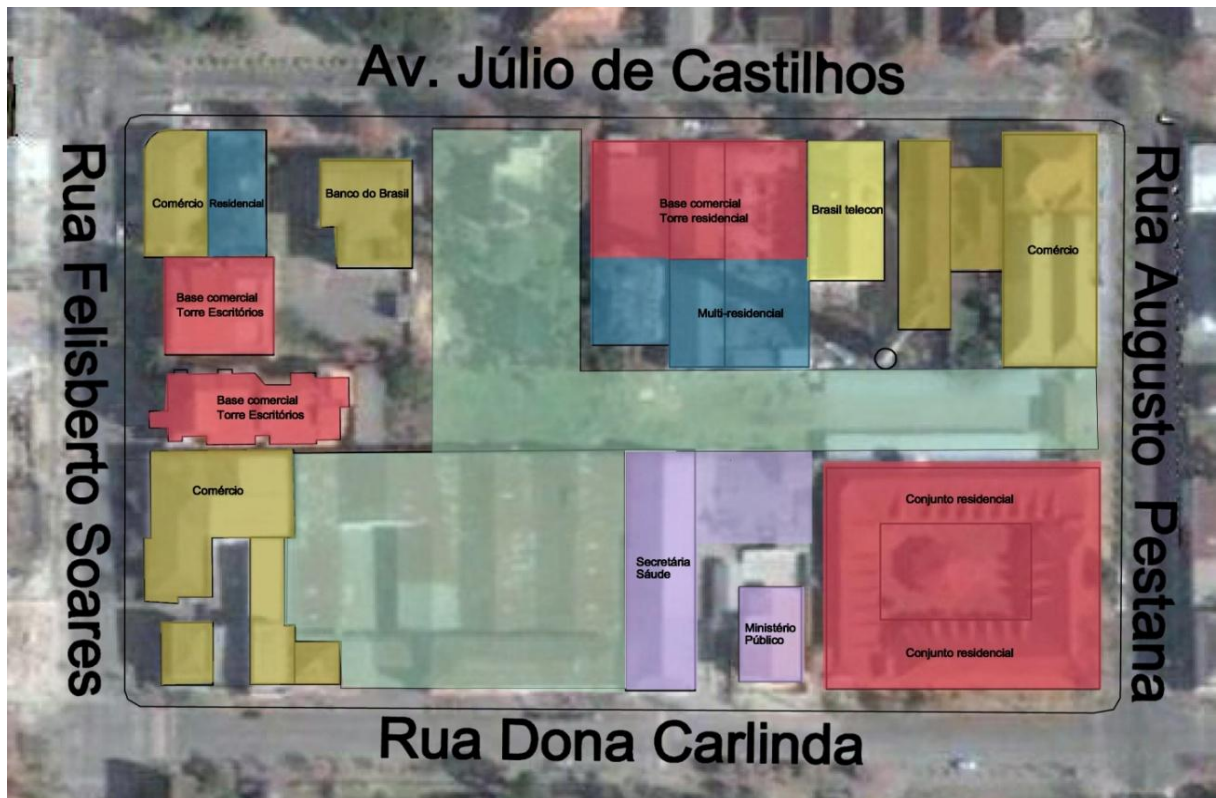 Av. Júlio de Castilhos
Rua Felisberto Soares
Rua Augusto Pestana
Comércio
Residencial
Banco do Brasil
Base comercial
Torre residencial
Brasil telecon
Comércio
Base comercial
Torre Escritórios
Multi-residencial
Base comercial
Torre Escritórios
Comércio
Conjunto residencial
Secretária
Sáude
Ministério
Público
Conjunto residencial
Rua Dona Carlinda